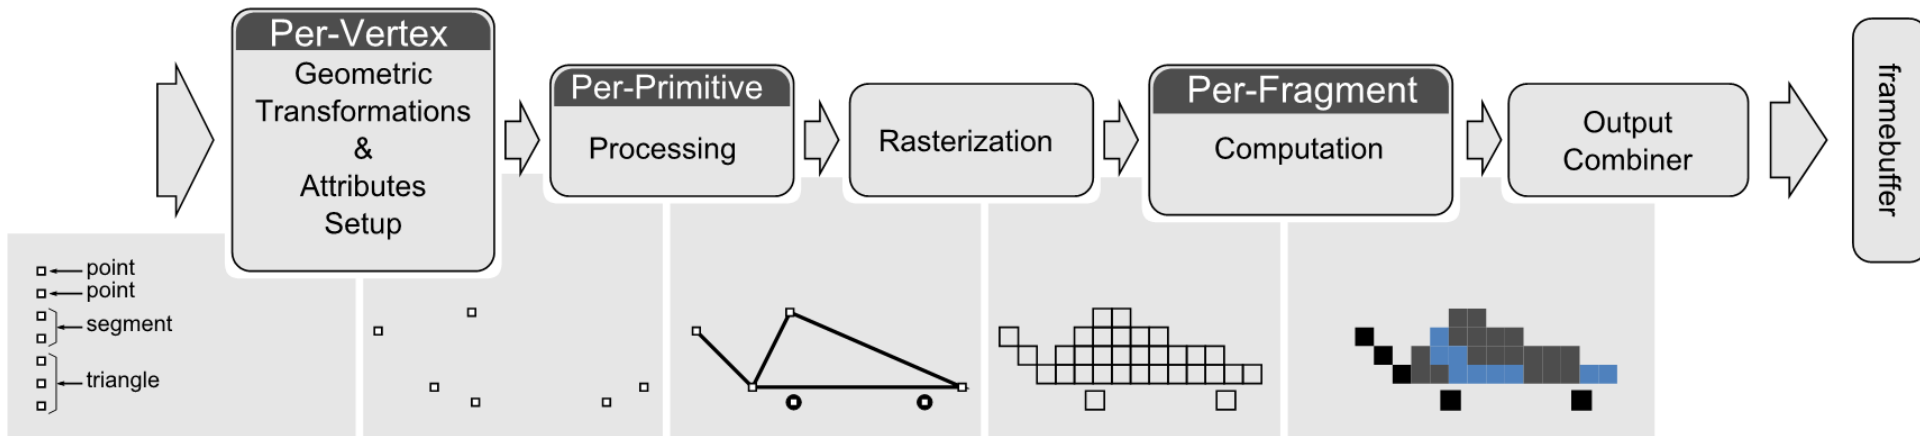 Per-Vertex
Geometric
Transformations
&
Attributes
Setup
Per-Primitive
Processing
Rasterization
Per-Fragment
Computation
Output
Combiner
framebuffer
point
point
segment
triangle